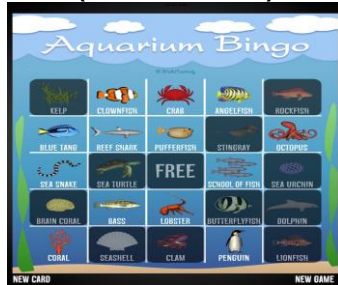 Aquarium Bingo
KELP CLOWNFISH CRAB ANGELFISH ROCKFISH
BLUE TANG REEF SHARK PUFFERFISH STINGRAY OCTOPUS
SEA SNAKE SEA TURTLE FREE SCHOOL OF FISH SEA URCHIN
BRAIN CORAL BASS LOBSTER BUTTERFLYFISH DOLPHIN
CORAL SEASHELL CLAM PENGUIN LIONFISH
NEW CARD NEW GAME